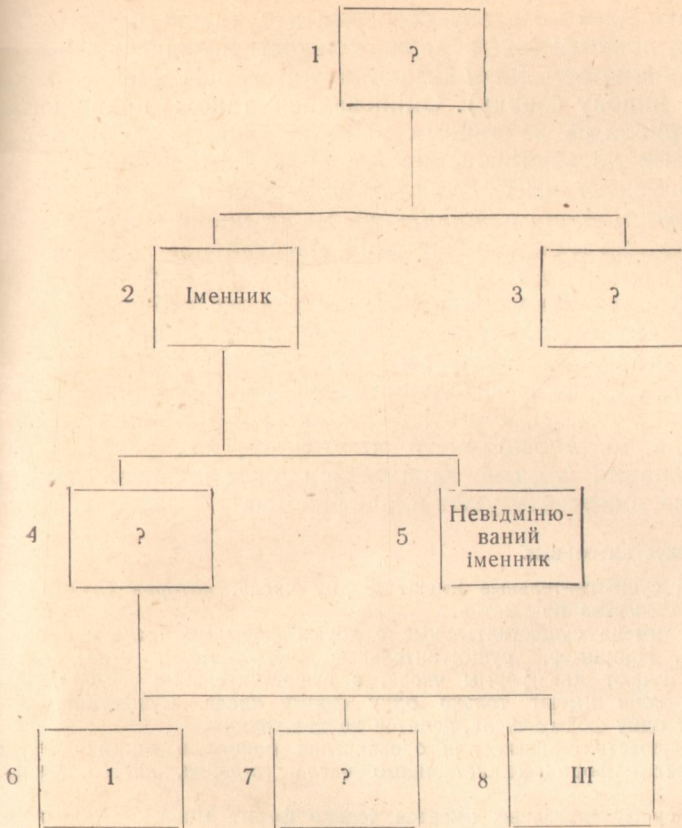 1 ?
2 Іменник 3 ?
4 ? 5 Невідміню-
ваний
іменник
6 1 7 ? 8 III